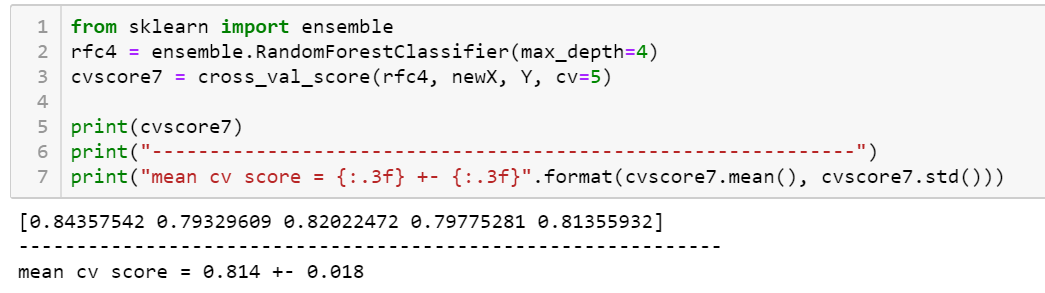 1 from sklearn import ensemble
2 rfc4 = ensemble.RandomForestClassifier(max_depth=4)
3 cvscore7 = cross_val_score(rfc4, newX, Y, cv=5)
4
5 print(cvscore7)
6 print("-------------------------------------------------------------")
7 print("mean cv score = {:.3f} +- {:.3f}".format(cvscore7.mean(), cvscore7.std()))
[0.84357542 0.79329609 0.82022472 0.79775281 0.81355932]
-------------------------------------------------------------
mean cv score = 0.814 +- 0.018